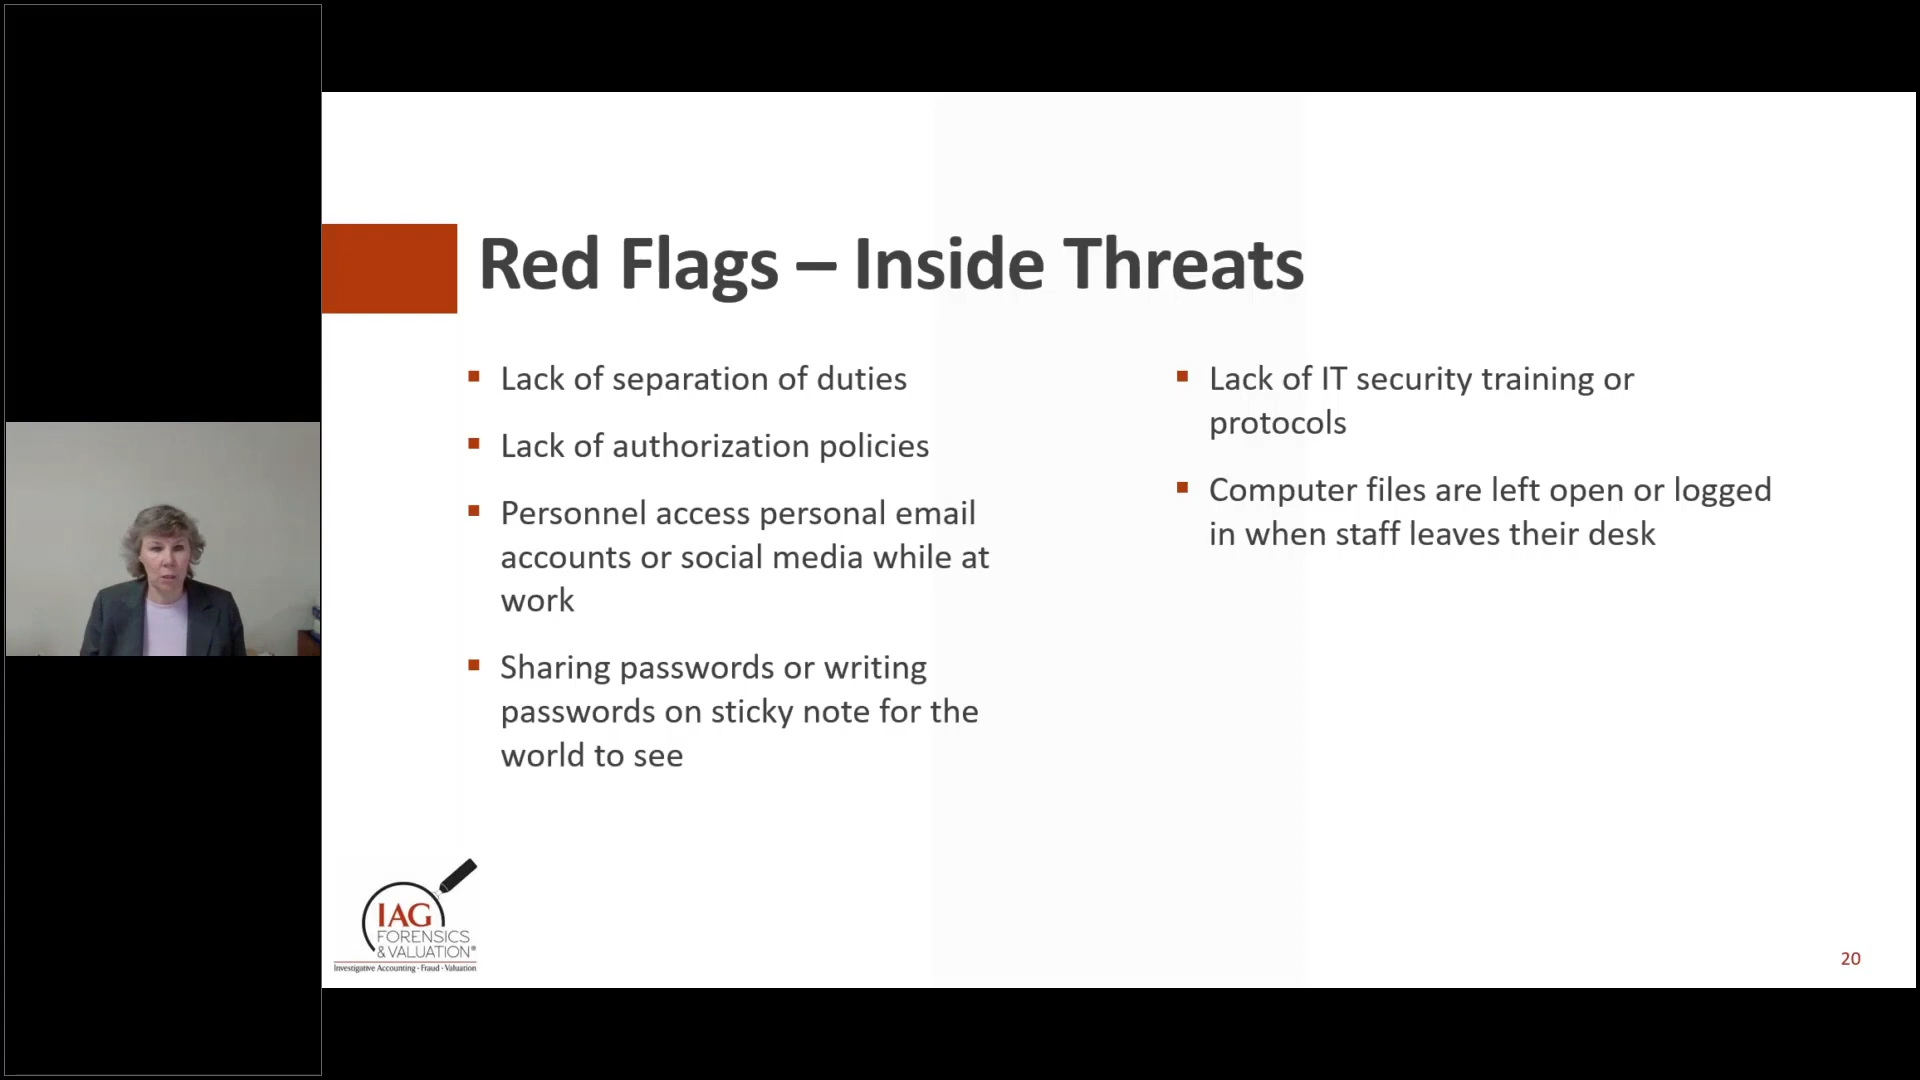 Red Flags – Inside Threats
Lack of separation of duties
Lack of authorization policies
Personnel access personal email
accounts or social media while at
work
Sharing passwords or writing
passwords on sticky note for the
world to see
Lack of IT security training or
protocols
Computer files are left open or logged
in when staff leaves their desk
IAG
FORENSICS
& VALUATION®
Investigative Accounting · Fraud · Valuation
20